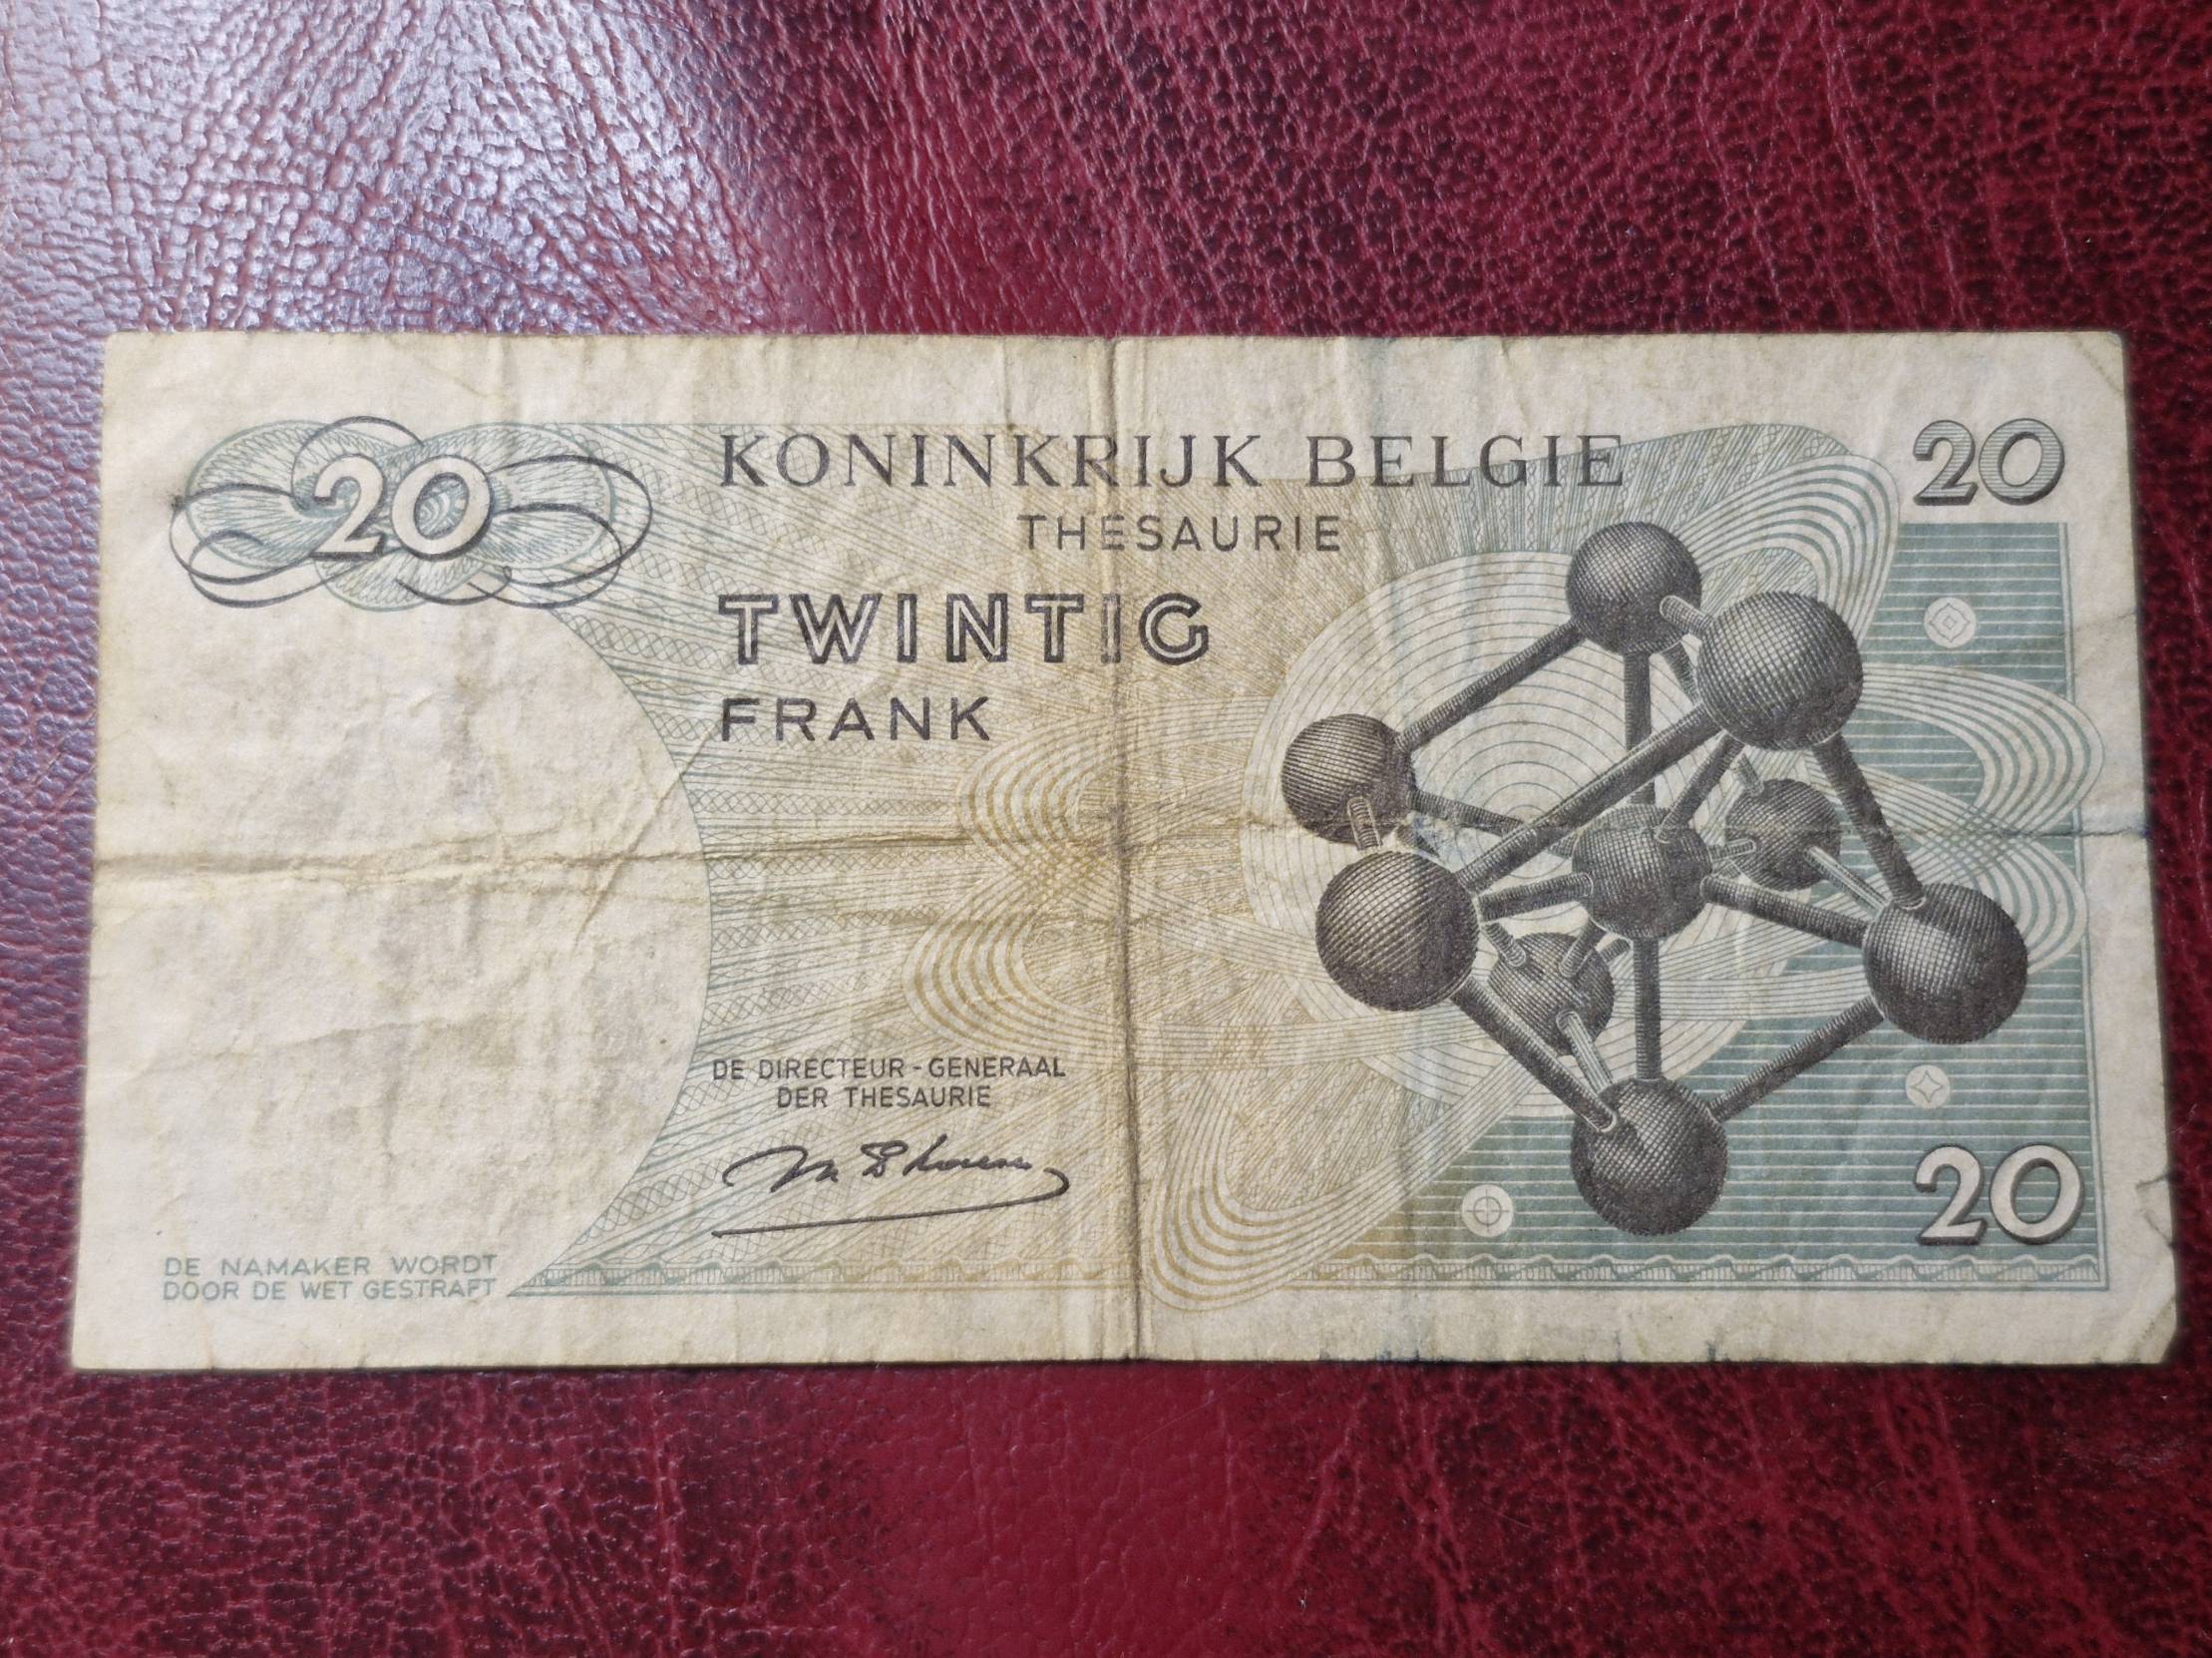 20
KONINKRIJK BELGIE
20
THESAURIE
TWINTIG
FRANK
DE DIRECTEUR-GENERAAL
DER THESAURIE
20
DE NAMAKER WORDT
DOOR DE WET GESTRAFT